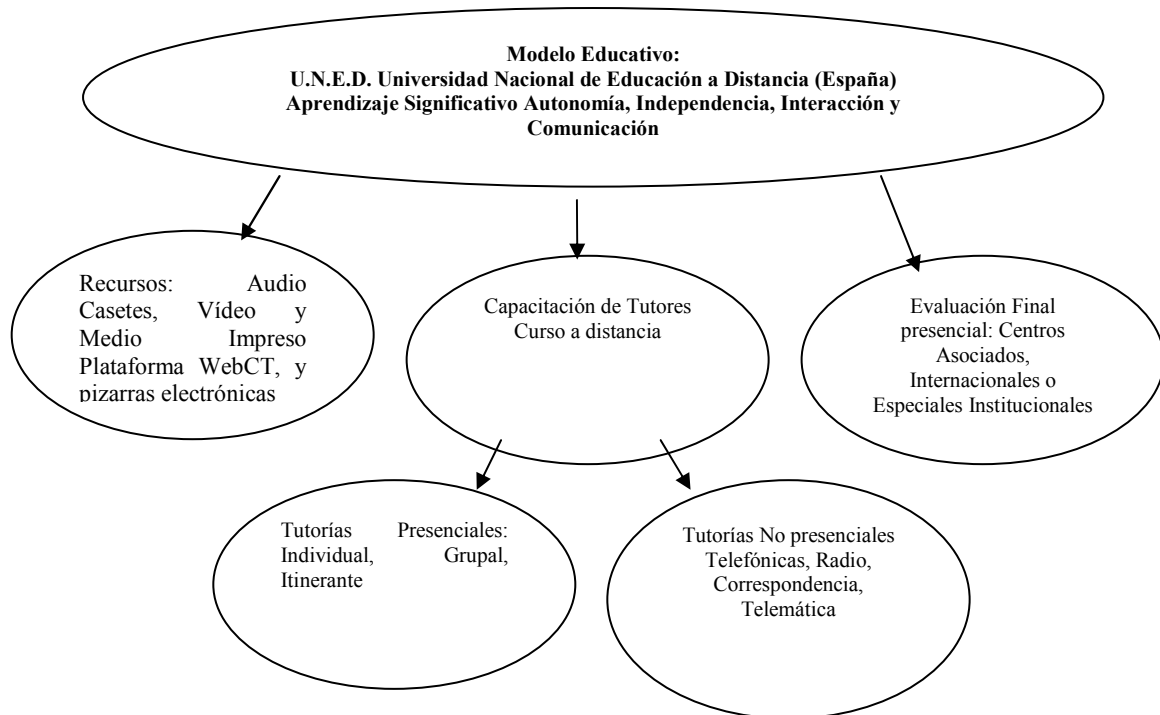 Modelo Educativo:
U.N.E.D. Universidad Nacional de Educación a Distancia (España)
Aprendizaje Significativo Autonomía, Independencia, Interacción y
Comunicación
Recursos: Audio
Casetes, Vídeo y
Medio Impreso
Plataforma WebCT, y
pizarras electrónicas
Capacitación de Tutores
Curso a distancia
Evaluación Final
presencial: Centros
Asociados,
Internacionales o
Especiales Institucionales
Tutorías Presenciales:
Individual, Grupal,
Itinerante
Tutorías No presenciales
Telefónicas, Radio,
Correspondencia,
Telemática